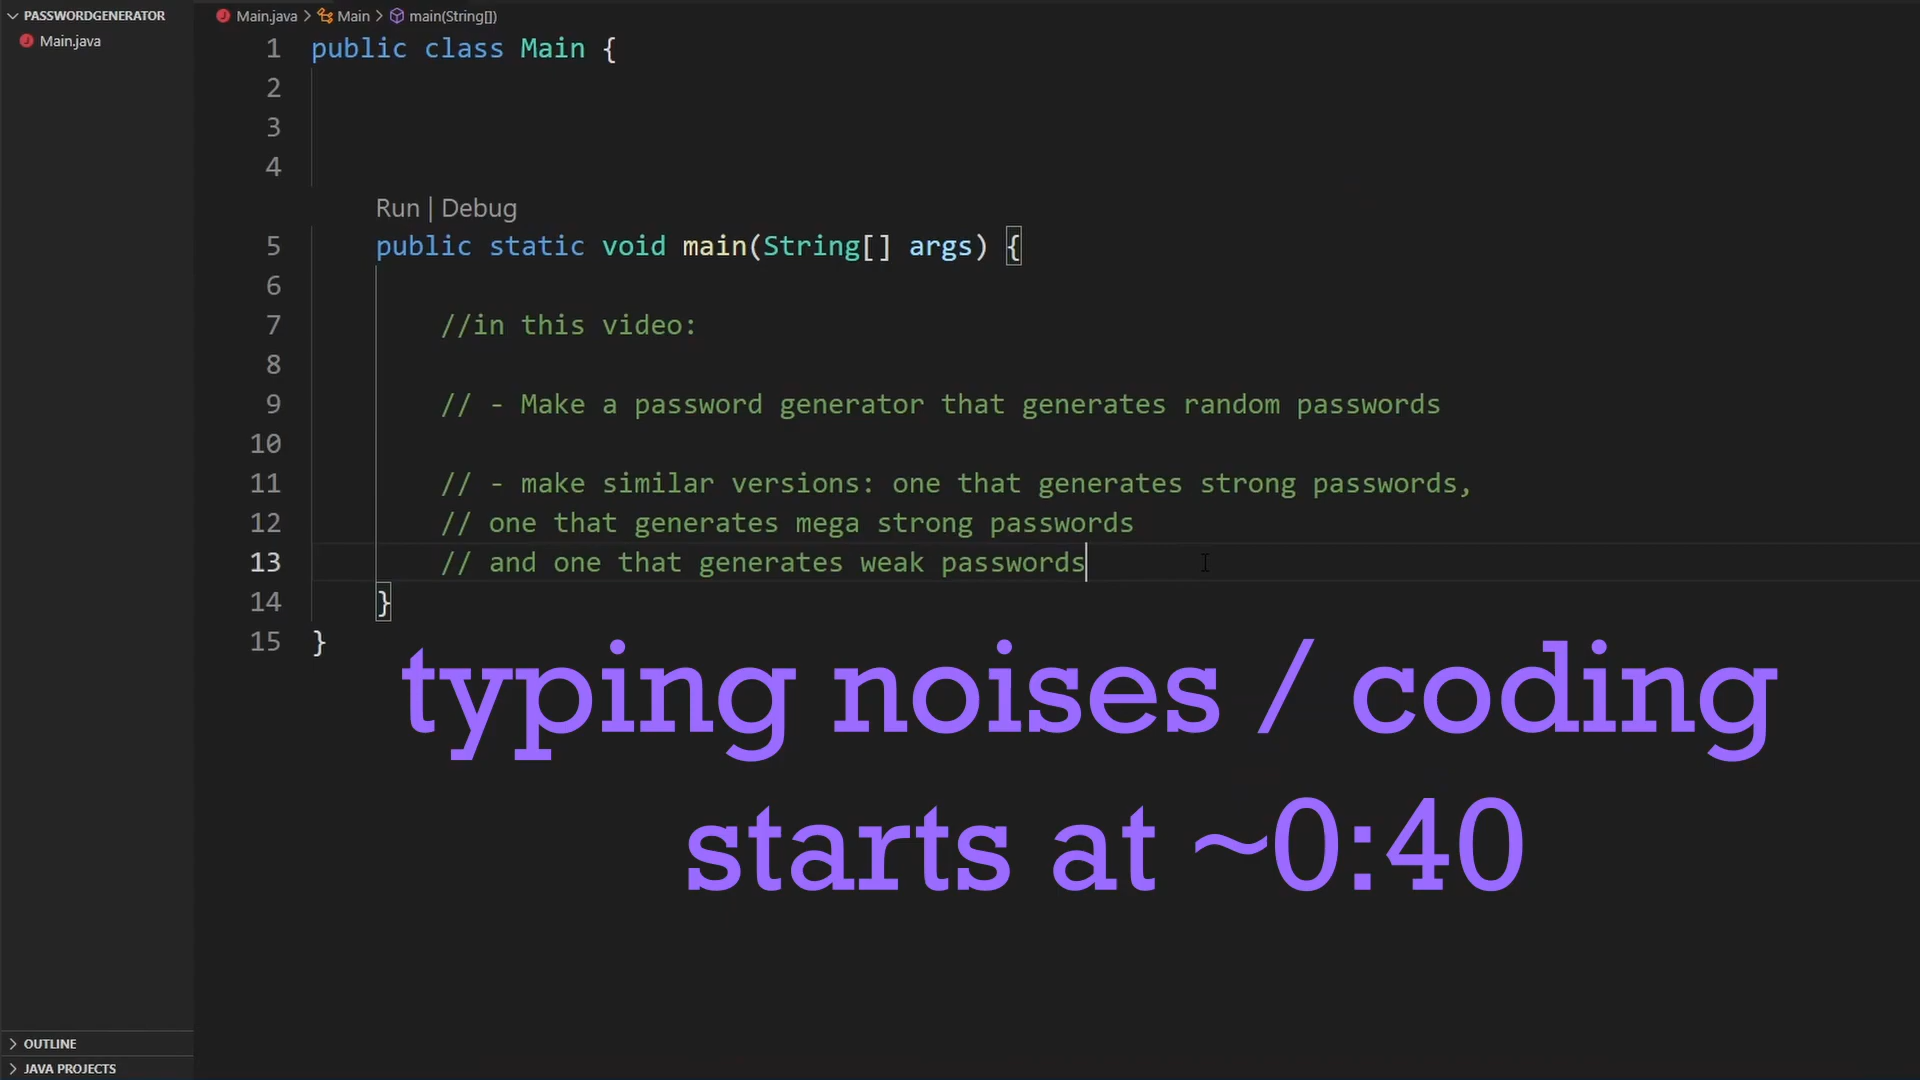 PASSWORDGENERATOR
Main.java
Main.java > Main > main(String[])
1 public class Main {
2
3
4
Run | Debug
5 public static void main(String[] args) {
6
7 //in this video:
8
9 // - Make a password generator that generates random passwords
10
11 // - make similar versions: one that generates strong passwords,
12 // one that generates mega strong passwords
13 // and one that generates weak passwords
14 }
15 }
typing noises / coding
starts at ~0:40
OUTLINE
JAVA PROJECTS